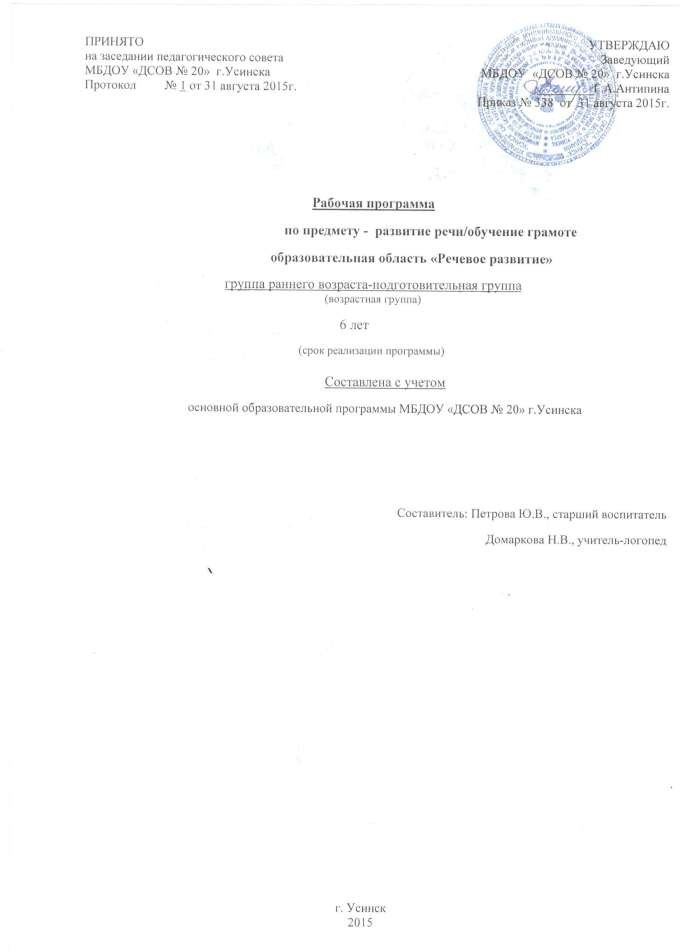 ПРИНЯТО
на заседании педагогического совета
МБДОУ «ДСОВ № 20» г.Усинска
Протокол № 1 от 31 августа 2015г.
УТВЕРЖДАЮ
Заведующий
МБДОУ «ДСОВ № 20» г.Усинска
А.Антипина
Приказ № 338 от 31 августа 2015г.
Рабочая программа
по предмету - развитие речи/обучение грамоте
образовательная область «Речевое развитие»
группа раннего возраста-подготовительная группа
(возрастная группа)
6 лет
(срок реализации программы)
Составлена с учетом
основной образовательной программы МБДОУ «ДСОВ № 20» г.Усинска
Составитель: Петрова Ю.В., старший воспитатель
Домаркова Н.В., учитель-логопед
г. Усинск
2015